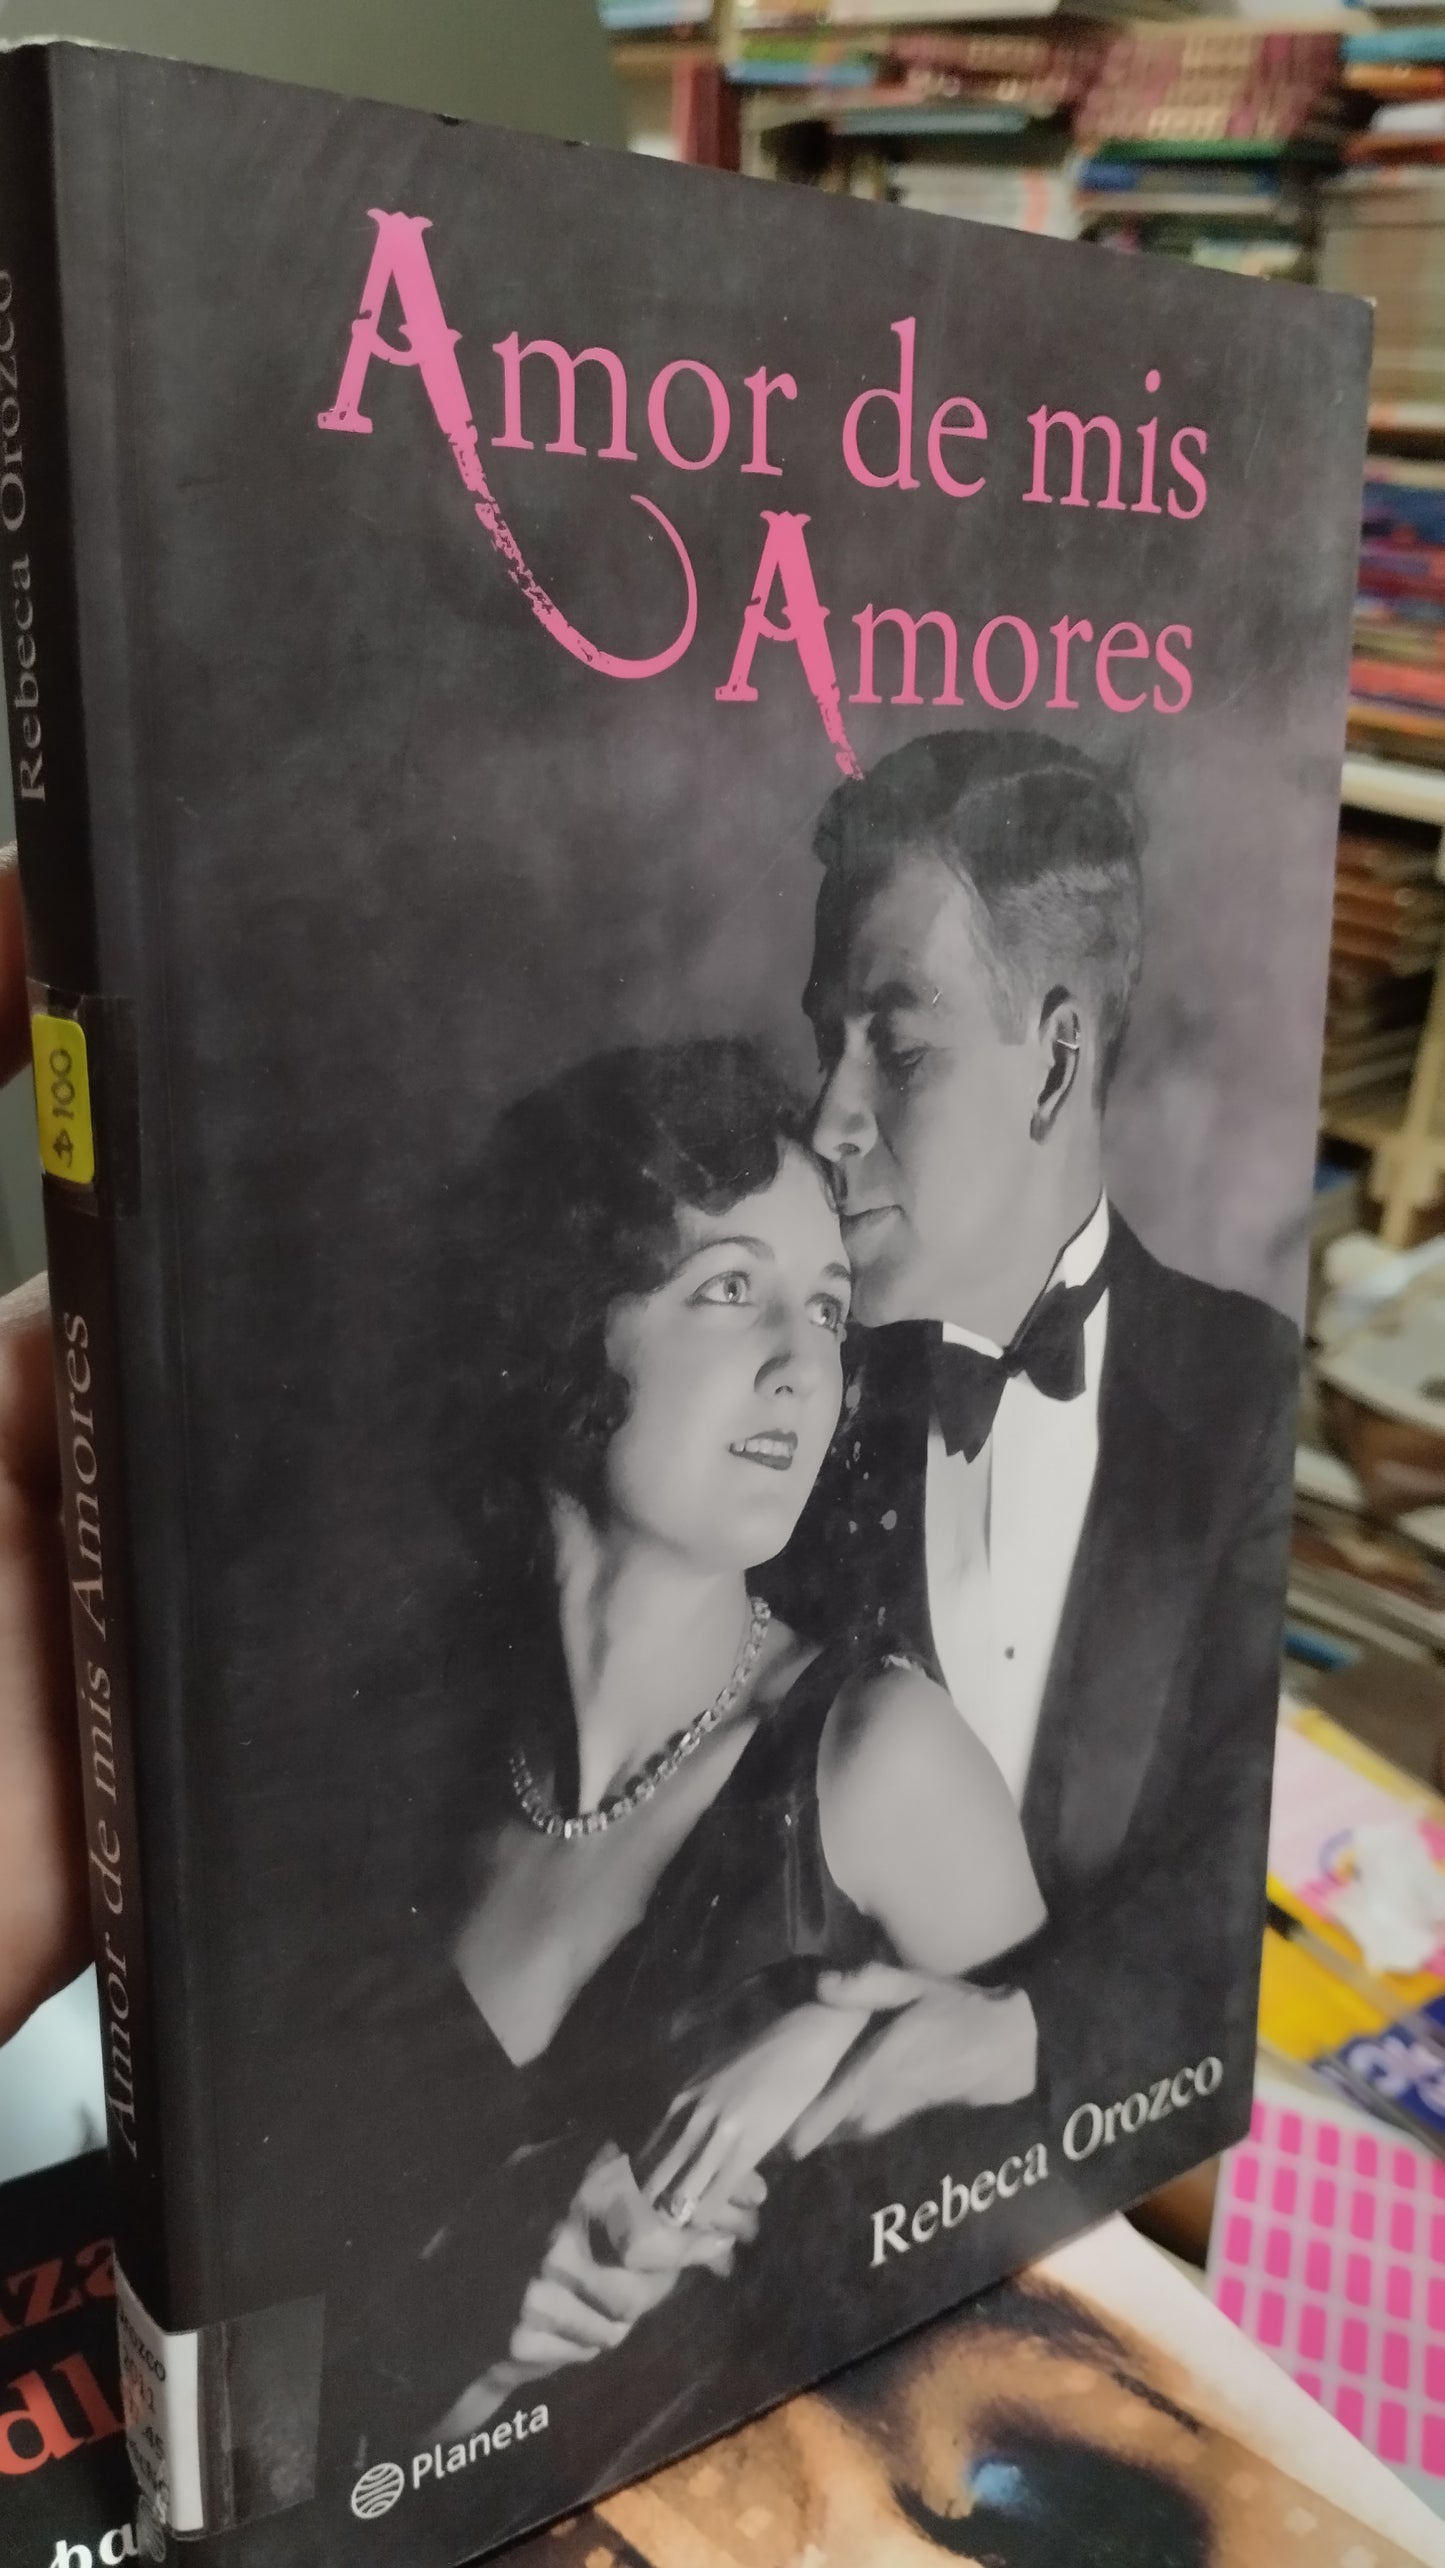 Amor de mis
Amores
Rebeca Orozco
Planeta
Rebeca Orozco
$100
Amor de mis Amores